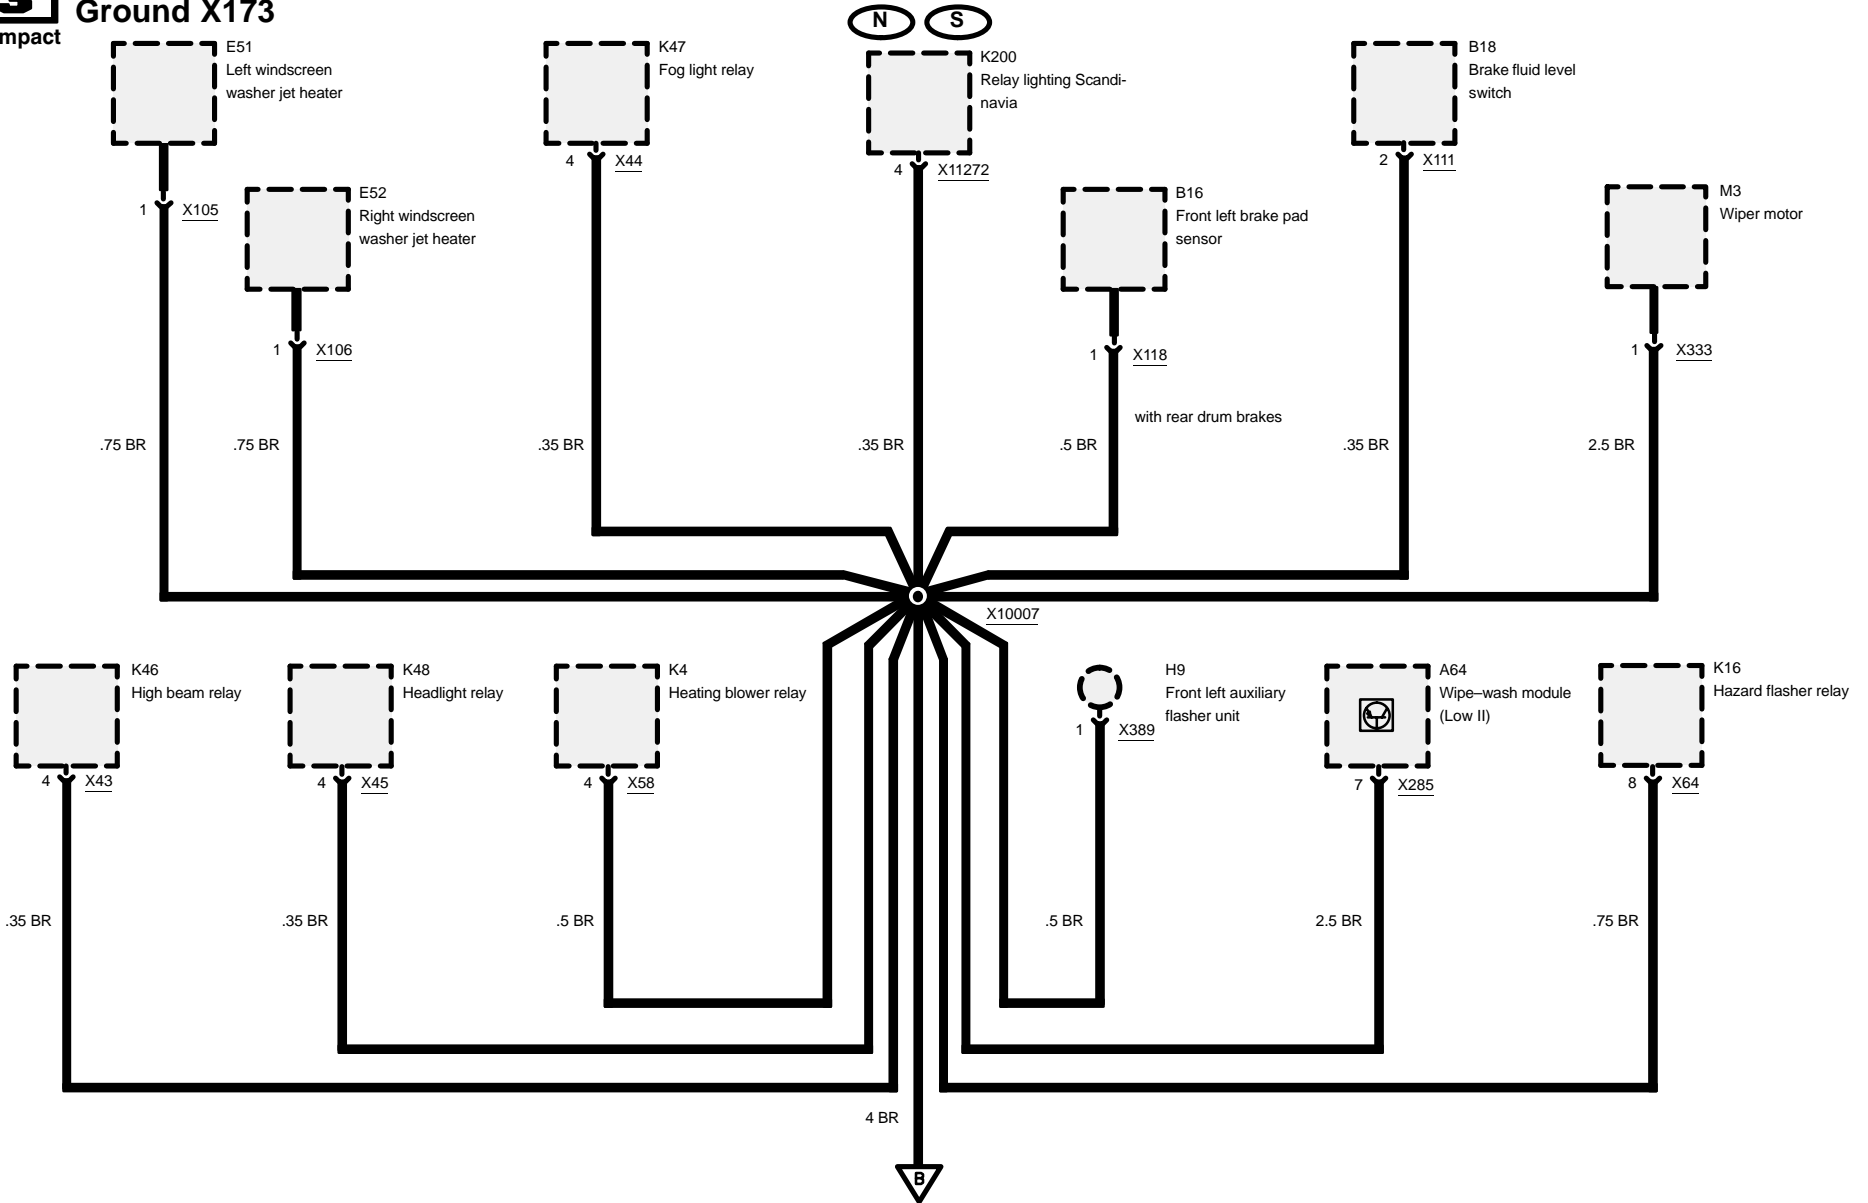 3
Ground X173
mpact
N
S
E51
Left windscreen
washer jet heater
K47
Fog light relay
K200
Relay lighting Scandi-
navia
B18
Brake fluid level
switch
4
X44
4
X11272
2
X111
E52
Right windscreen
washer jet heater
B16
Front left brake pad
sensor
M3
Wiper motor
1
X105
1
X106
1
X118
1
X333
with rear drum brakes
.75 BR
.75 BR
.35 BR
.35 BR
.5 BR
.35 BR
2.5 BR
X10007
K46
High beam relay
K48
Headlight relay
K4
Heating blower relay
H9
Front left auxiliary
flasher unit
A64
Wipe–wash module
(Low II)
K16
Hazard flasher relay
1
X389
4
X43
4
X45
4
X58
7
X285
8
X64
.35 BR
.35 BR
.5 BR
.5 BR
2.5 BR
.75 BR
4 BR
B